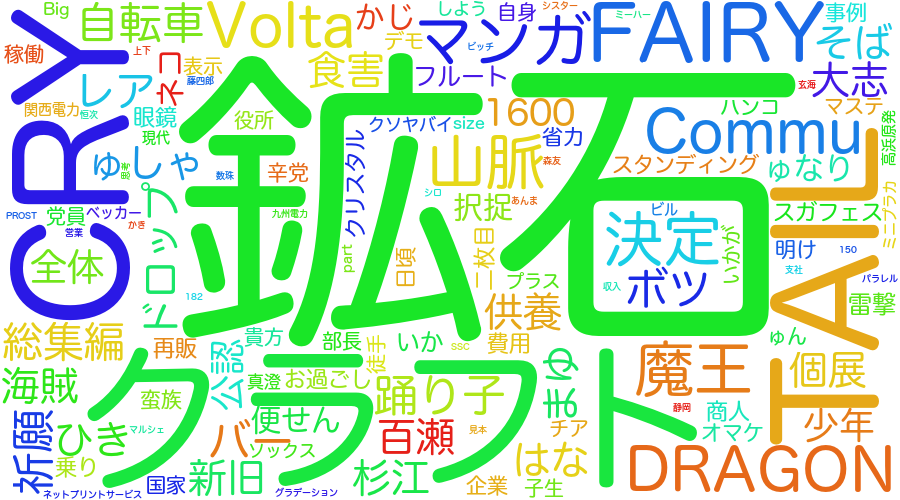 Big
自転車
Volta
かじ
しよう
自身
シスター
ミーハー
事例
CRY
稼働
上下
ネコ
食害
デモ
マンガ
ビッチ
FAIRY
そば
レア
表示
藤四郎
フルート
玄海
大志
関西電力
恒次
眼鏡
役所
クソヤバイ
size
1600
省力
ハンコ
マステ
現代
鉱石
クリスタル
山脈
Commu
高浜原発
ゆしゃ
思考
数珠
辛党
森友
スタンディング
ゅなり
TAIL
PROST
党員
ベッカー
かき
九州電力
シロ
択捉
あんま
ビル
スガフェス
ミニブラカ
営業
ドロップ
全体
part
日頃
二枚目
決定
いかが
明け
150
182
プラス
収入
ボツ
支社
パラレル
総集編
再販
貴方
部長
いか
供養
雷撃
公認
徒手
ssc
費用
ゅん
海賊
クラフト
真澄
お過ごし
まゆ
魔王
個展
蛮族
踊り子
祈願
ひき
マルシェ
バー
便せん
百瀬
見本
チア
静岡
商人
オマケ
少年
乗り
国家
新旧
ソックス
杉江
企業
はな
子生
DRAGON
ネットプリントサービス
グラデーション